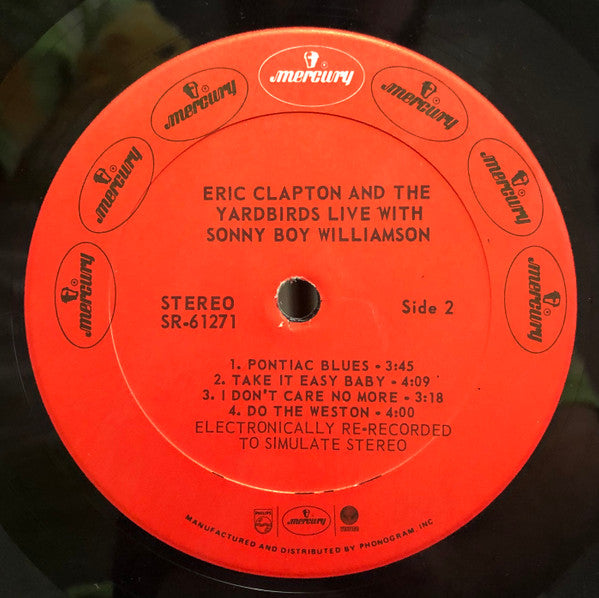 mercury
mercury
mercury
mercury
mercury
mercury
mercury
ERIC CLAPTON AND THE
YARDBIRDS LIVE WITH
SONNY BOY WILLIAMSON
STEREO
SR-61271
Side 2
1. PONTIAC BLUES • 3:45
2. TAKE IT EASY BABY • 4:09
3. I DON'T CARE NO MORE • 3:18
4. DO THE WESTON • 4:00
ELECTRONICALLY RE-RECORDED
TO SIMULATE STEREO
PHILIPS
mercury
MANUFACTURED AND DISTRIBUTED BY PHONOGRAM, INC